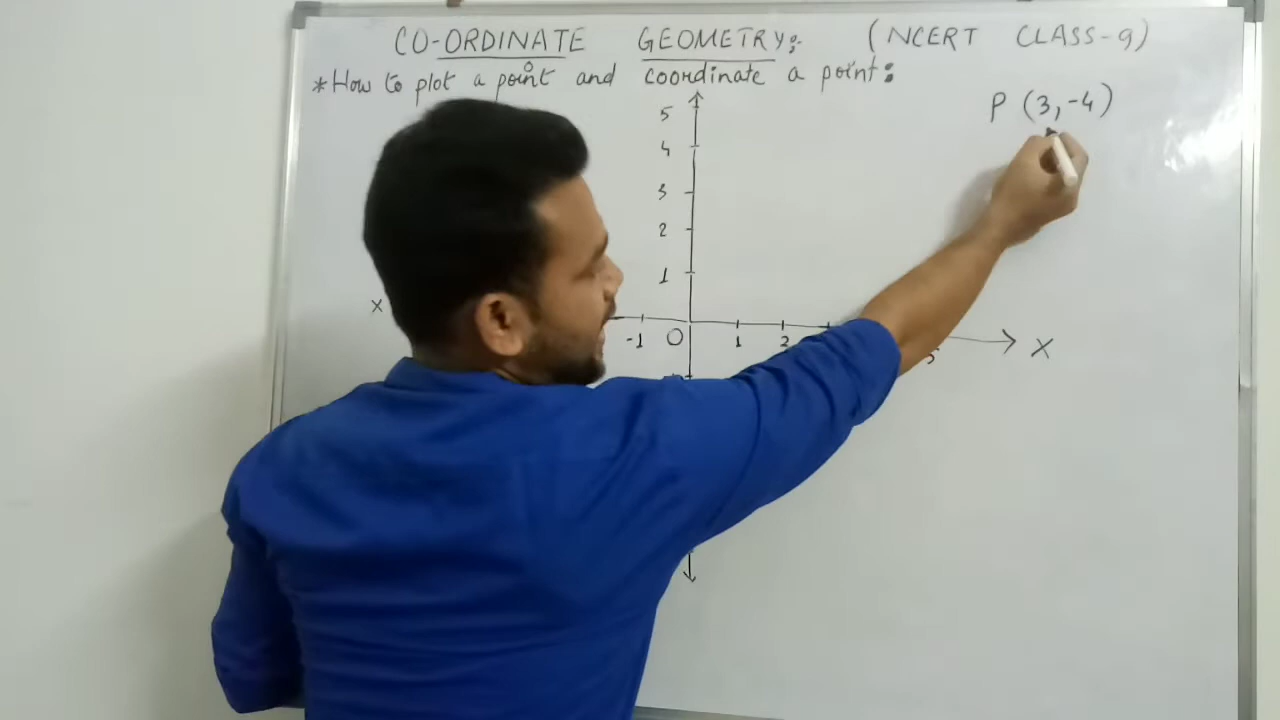 CO-ORDINATE GEOMETRY:- (NCERT CLASS-9)
*How to plot a point and coordinate a point:
P (3,-4)
5
4
3
2
1
X
-1 O 1 2 5 X